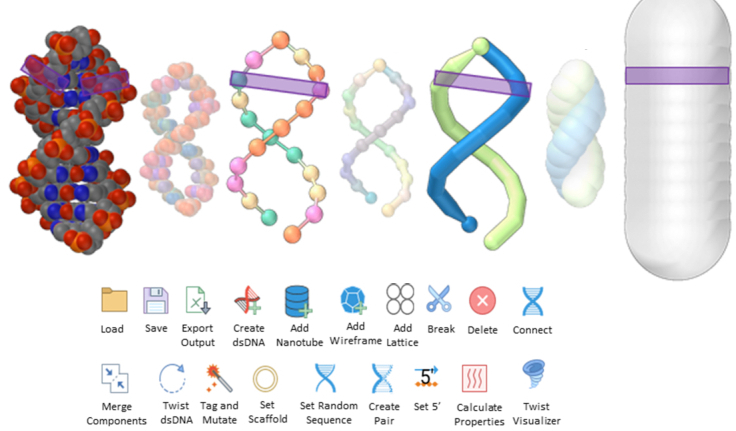 Load
Save
Export
Output
Create
dsDNA
Add
Nanotube
Add
Wireframe
Add
Lattice
Break
Delete
Connect
Merge
Components
Twist
dsDNA
Tag and
Mutate
Set
Scaffold
Set Random
Sequence
Create
Pair
5'
Set 5'
Calculate
Properties
Twist
Visualizer